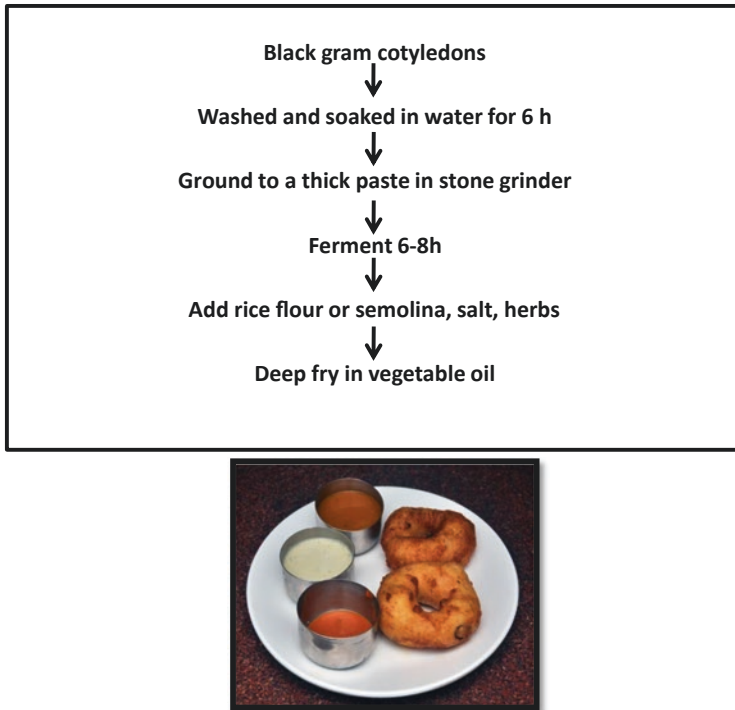 Black gram cotyledons
Washed and soaked in water for 6 h
Ground to a thick paste in stone grinder
Ferment 6-8h
Add rice flour or semolina, salt, herbs
Deep fry in vegetable oil